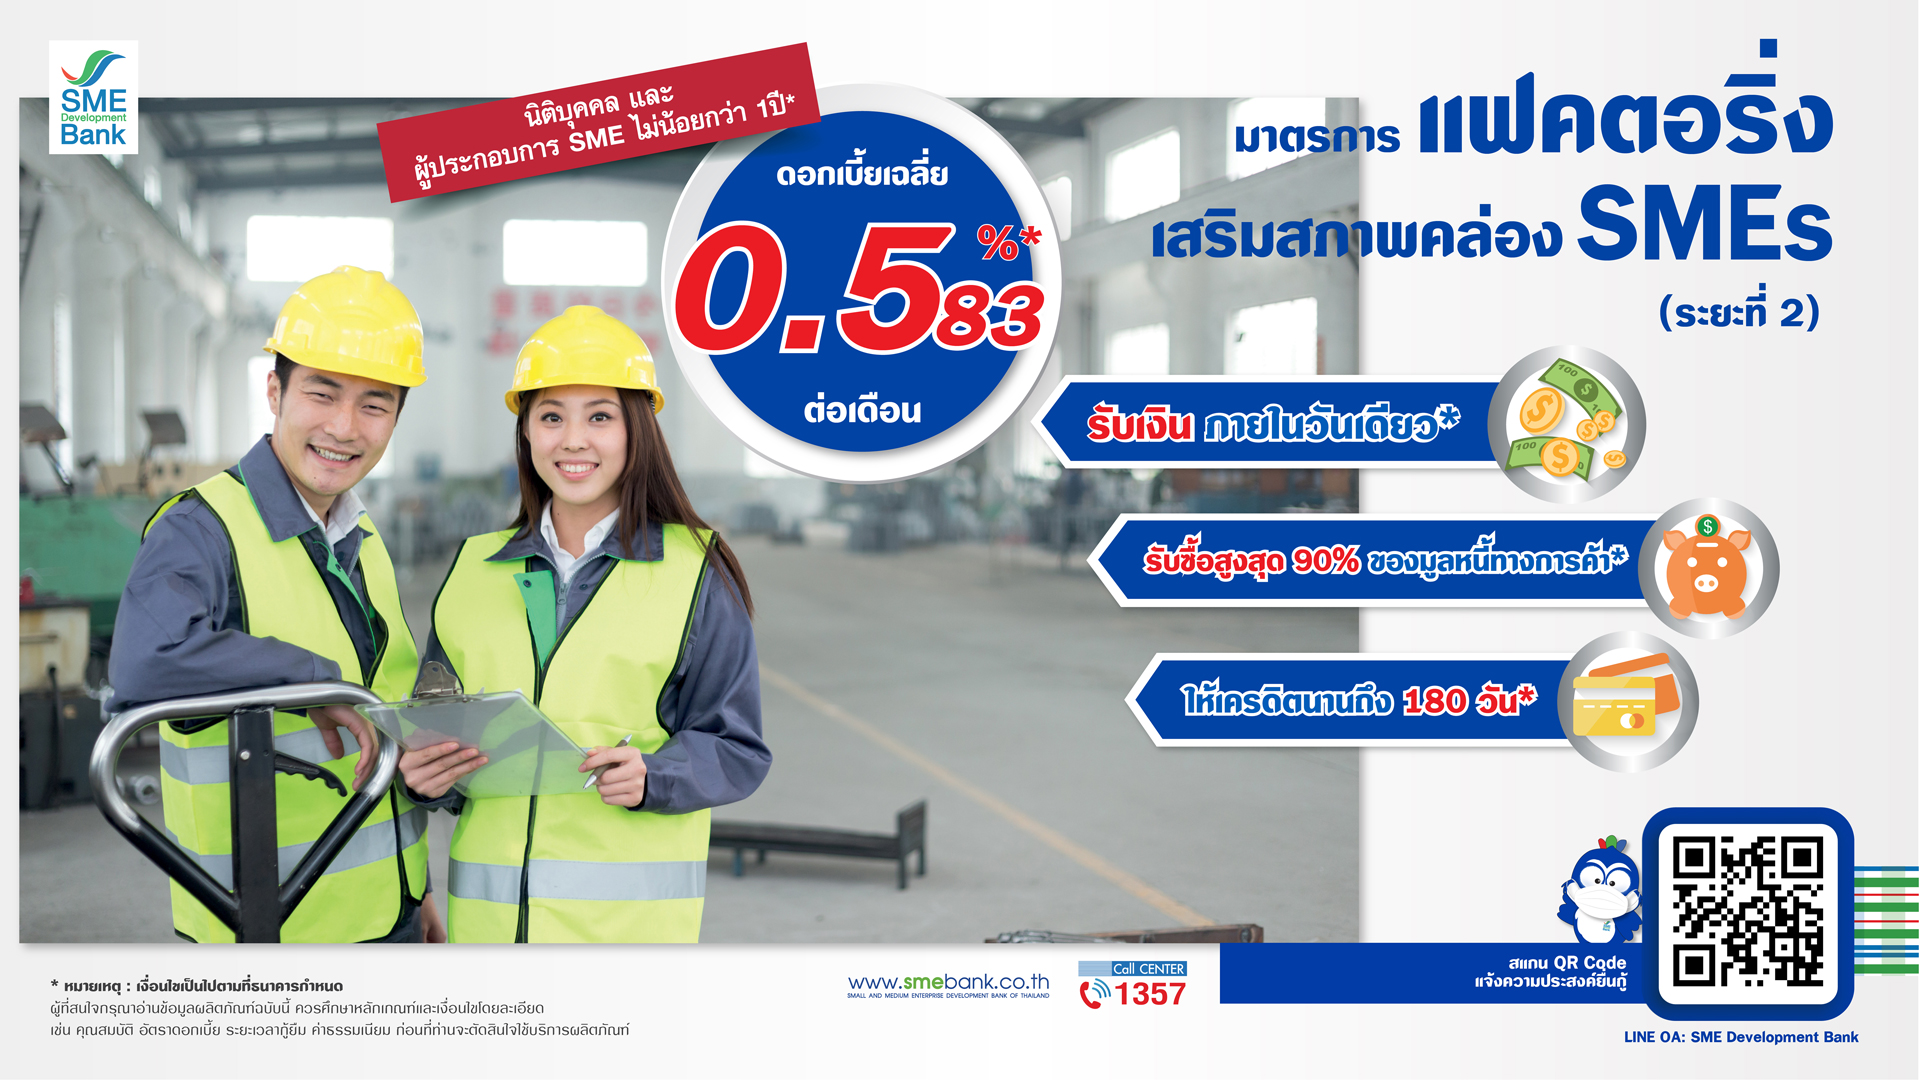 SME
Development
Bank
นิติบุคคล และ
ผู้ประกอบการ SME ไม่น้อยกว่า 1ปี*
ดอกเบี้ยเฉลี่ย
0.583%*
ต่อเดือน
มาตรการ แฟคตอริ่ง
เสริมสภาพคล่อง SMEs
(ระยะที่ 2)
รับเงิน ภายในวันเดียว*
รับซื้อสูงสุด 90% ของมูลหนี้ทางการค้า*
ให้เครดิตนานถึง 180 วัน*
สแกน QR Code
แจ้งความประสงค์ยื่นกู้
LINE OA: SME Development Bank
* หมายเหตุ : เงื่อนไขเป็นไปตามที่ธนาคารกำหนด
ผู้ที่สนใจกรุณาอ่านข้อมูลผลิตภัณฑ์ฉบับนี้ ควรศึกษาหลักเกณฑ์และเงื่อนไขโดยละเอียด
เช่น คุณสมบัติ อัตราดอกเบี้ย ระยะเวลากู้ยืม ค่าธรรมเนียม ก่อนที่ท่านจะตัดสินใจใช้บริการผลิตภัณฑ์
www.smebank.co.th
SMALL AND MEDIUM ENTERPRISE DEVELOPMENT BANK OF THAILAND
Call CENTER
1357